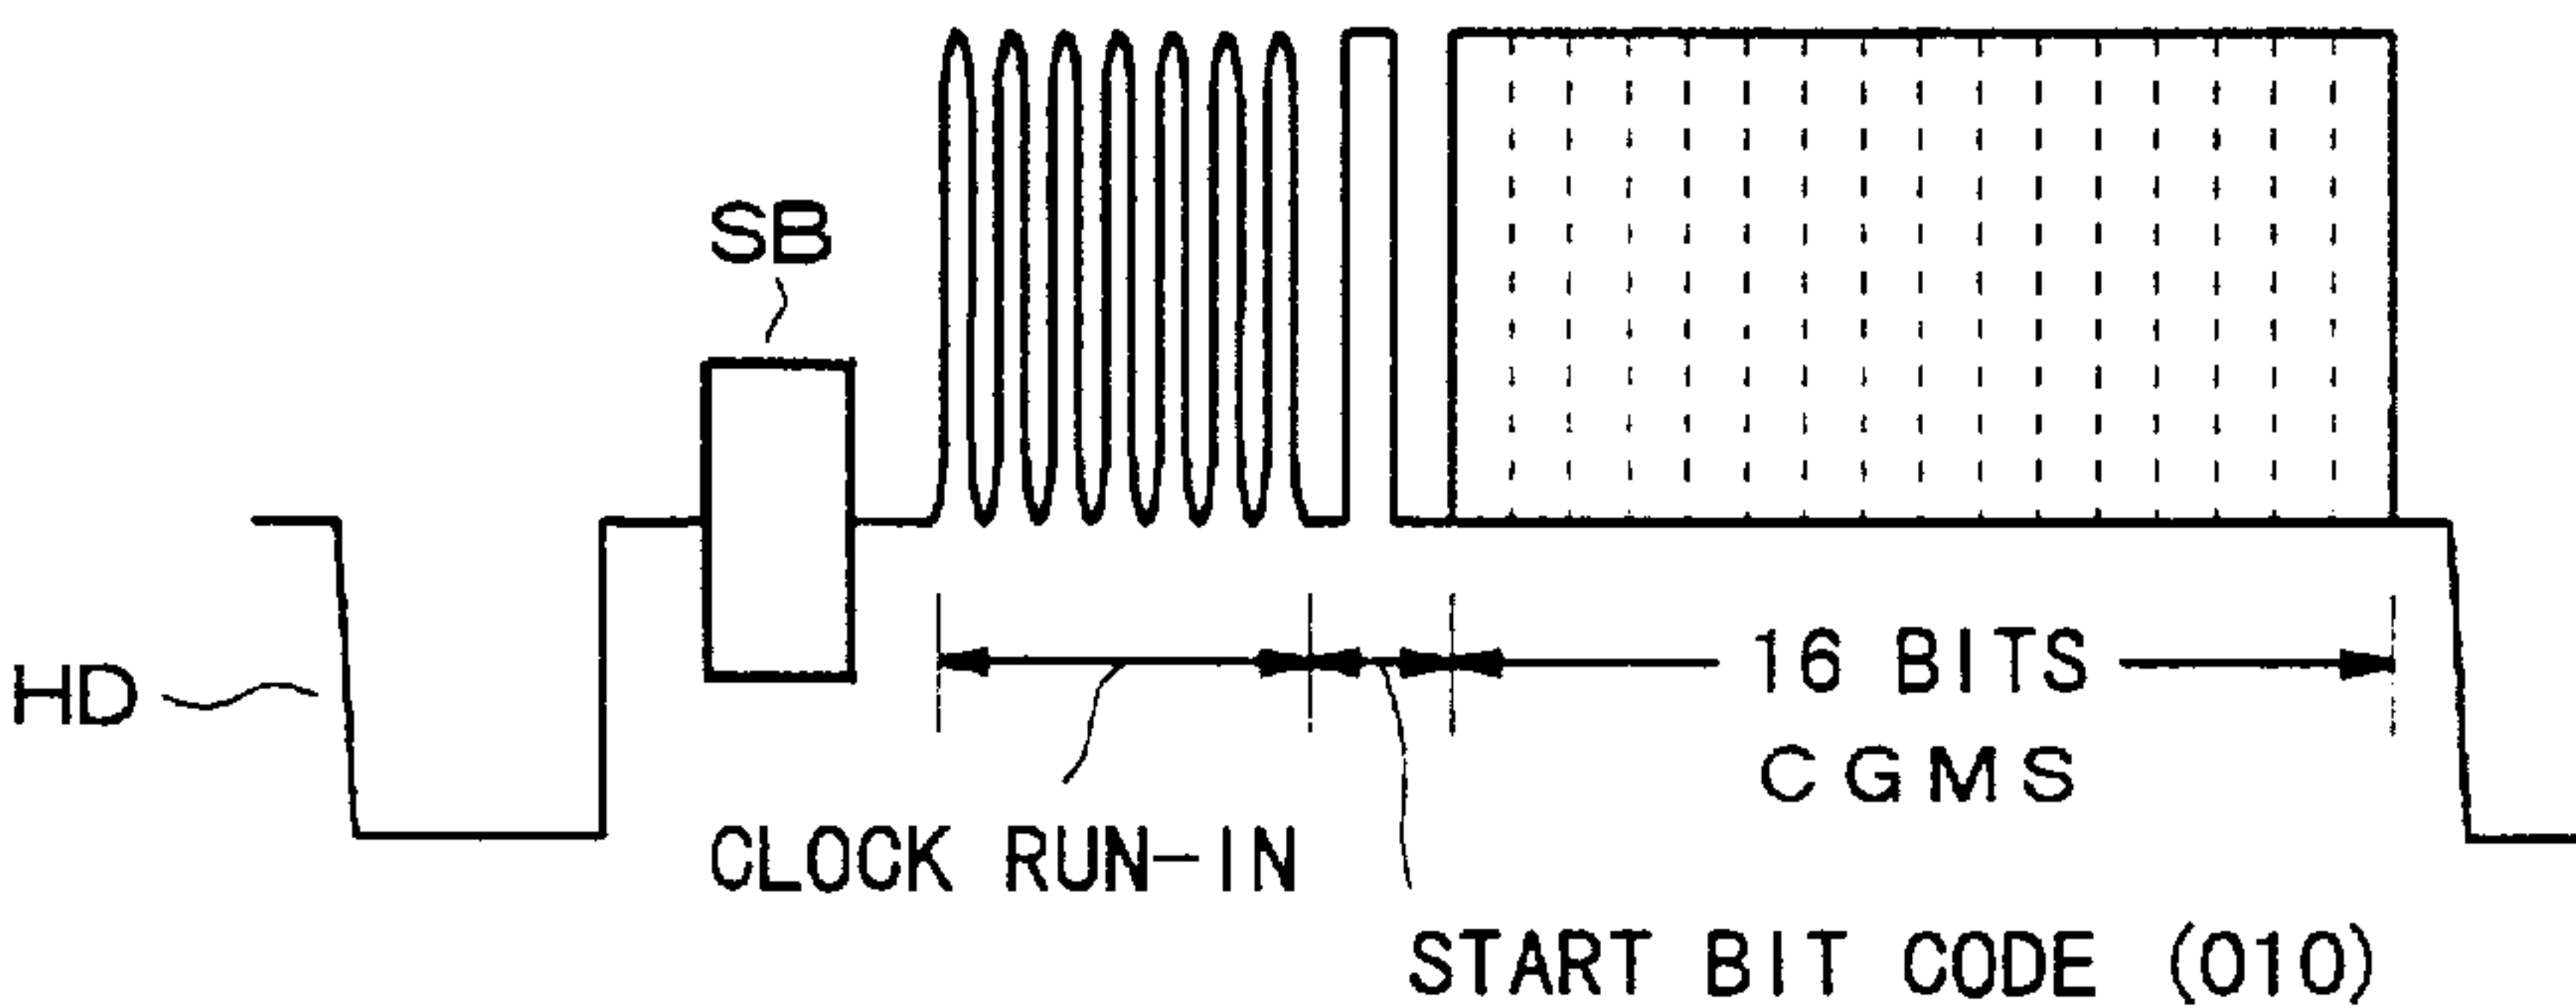 SB
HD
16 BITS
CGMS
CLOCK RUN-IN
START BIT CODE (010)